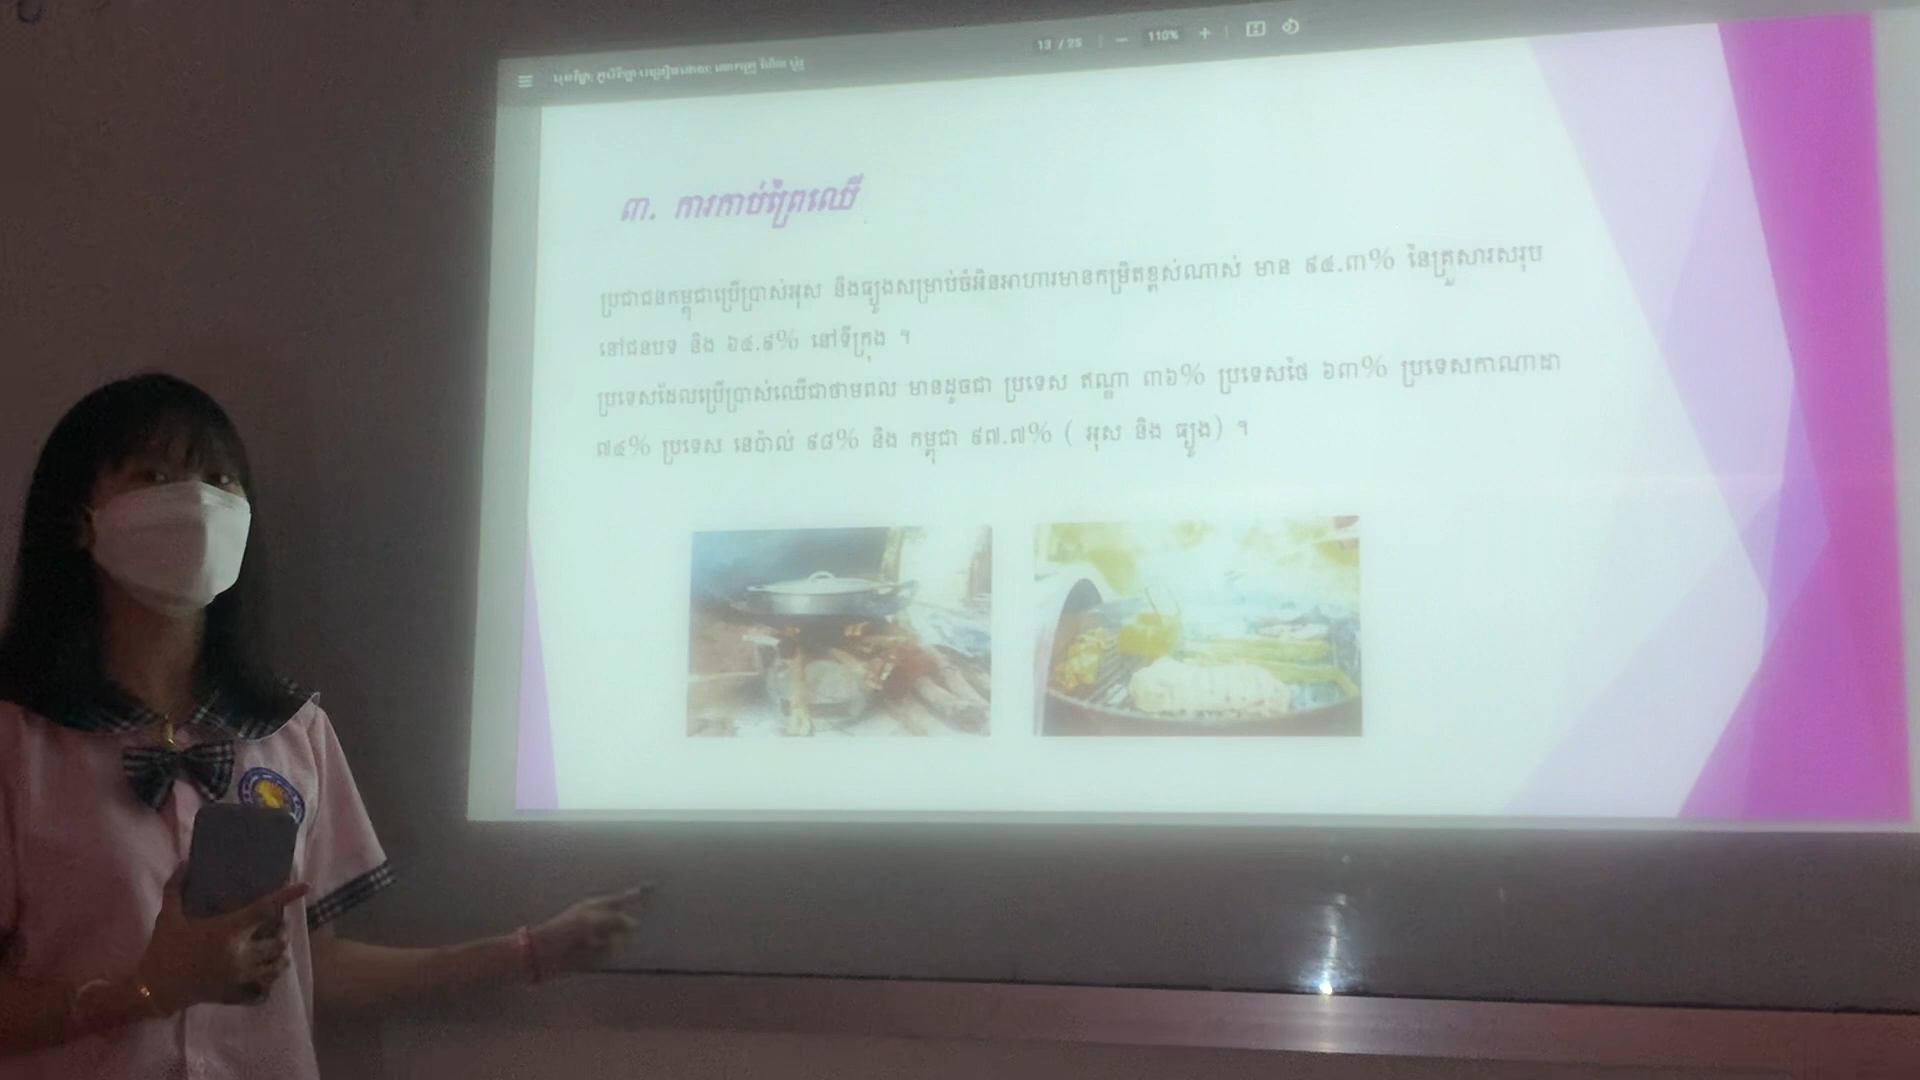 13 / 25 | − 110% + |
៣. ការកាប់ព្រៃឈើ
ប្រជាជនកម្ពុជាប្រើប្រាស់អុស និងធ្យូងសម្រាប់ចំអិនអាហារមានកម្រិតខ្ពស់ណាស់ មាន ៩៤.៣% នៃគ្រួសារសរុប
នៅជនបទ និង ៦៤.៩% នៅទីក្រុង ។
ប្រទេសដែលប្រើប្រាស់ឈើជាថាមពល មានដូចជា ប្រទេស ឥណ្ឌា ៣៦% ប្រទេសថៃ ៦៣% ប្រទេសកាណាដា
៧៤% ប្រទេស នេប៉ាល់ ៩៨% និង កម្ពុជា ៩៧.៧% ( អុស និង ធ្យូង) ។